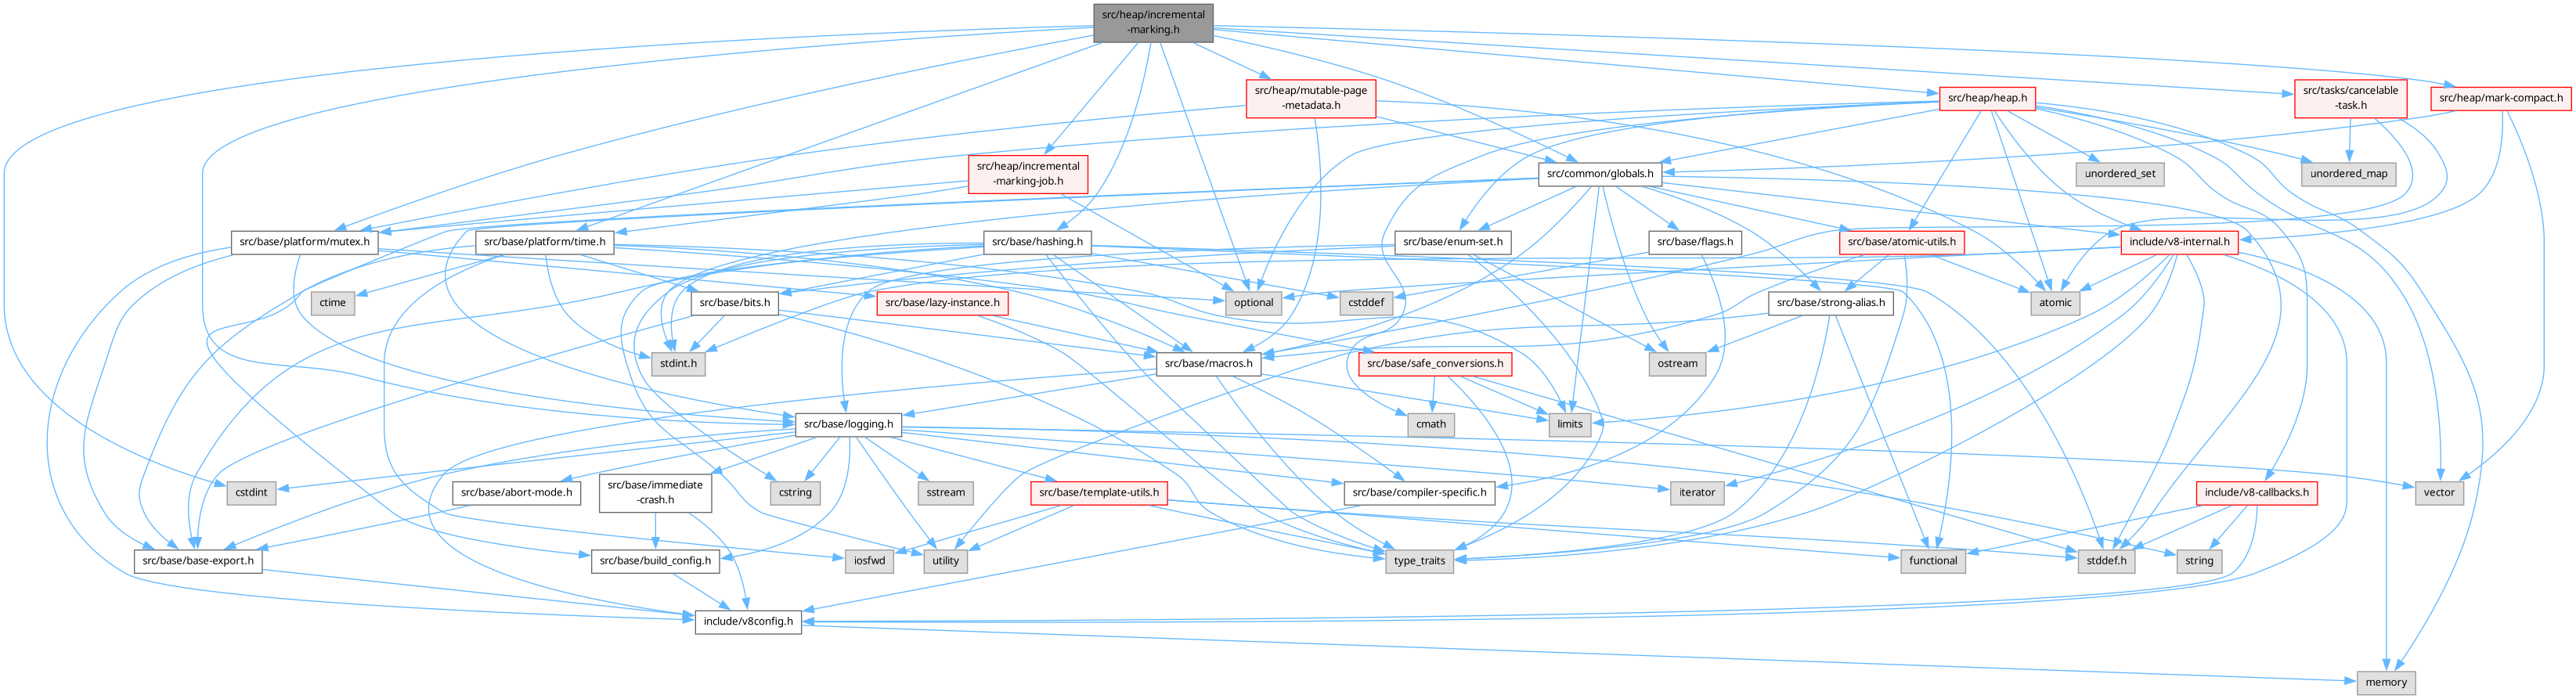 src/heap/incremental
-marking.h
src/heap/mutable-page
-metadata.h
src/heap/heap.h
src/tasks/cancelable
-task.h
src/heap/mark-compact.h
src/heap/incremental
-marking-job.h
src/common/globals.h
unordered_set
unordered_map
src/base/platform/mutex.h
src/base/platform/time.h
src/base/hashing.h
src/base/enum-set.h
src/base/flags.h
src/base/atomic-utils.h
include/v8-internal.h
ctime
src/base/bits.h
src/base/lazy-instance.h
optional
cstddef
src/base/strong-alias.h
atomic
stdint.h
src/base/macros.h
src/base/safe_conversions.h
ostream
src/base/logging.h
cmath
limits
cstdint
src/base/abort-mode.h
src/base/immediate
-crash.h
cstring
sstream
src/base/template-utils.h
iterator
src/base/compiler-specific.h
include/v8-callbacks.h
vector
src/base/base-export.h
src/base/build_config.h
iosfwd
utility
type_traits
functional
stddef.h
string
include/v8config.h
memory